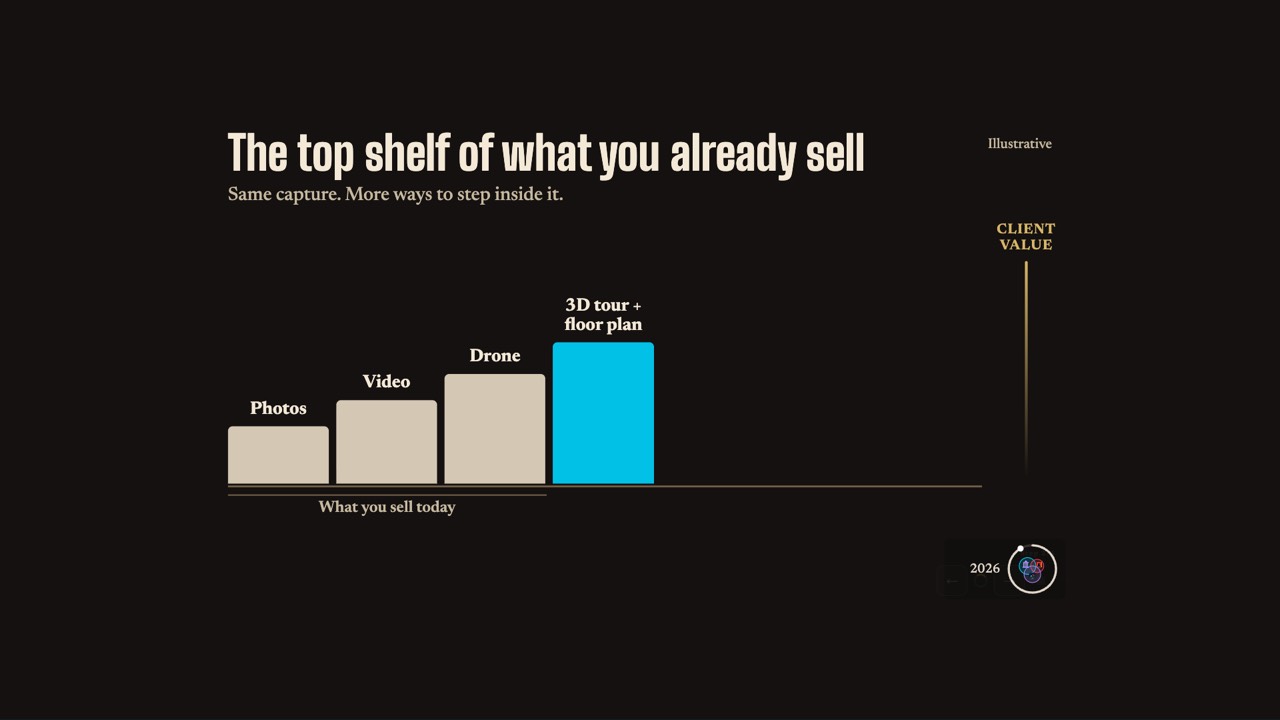 The top shelf of what you already sell
Illustrative
Same capture. More ways to step inside it.
CLIENT
VALUE
3D tour +
floor plan
Drone
Video
Photos
What you sell today
2026